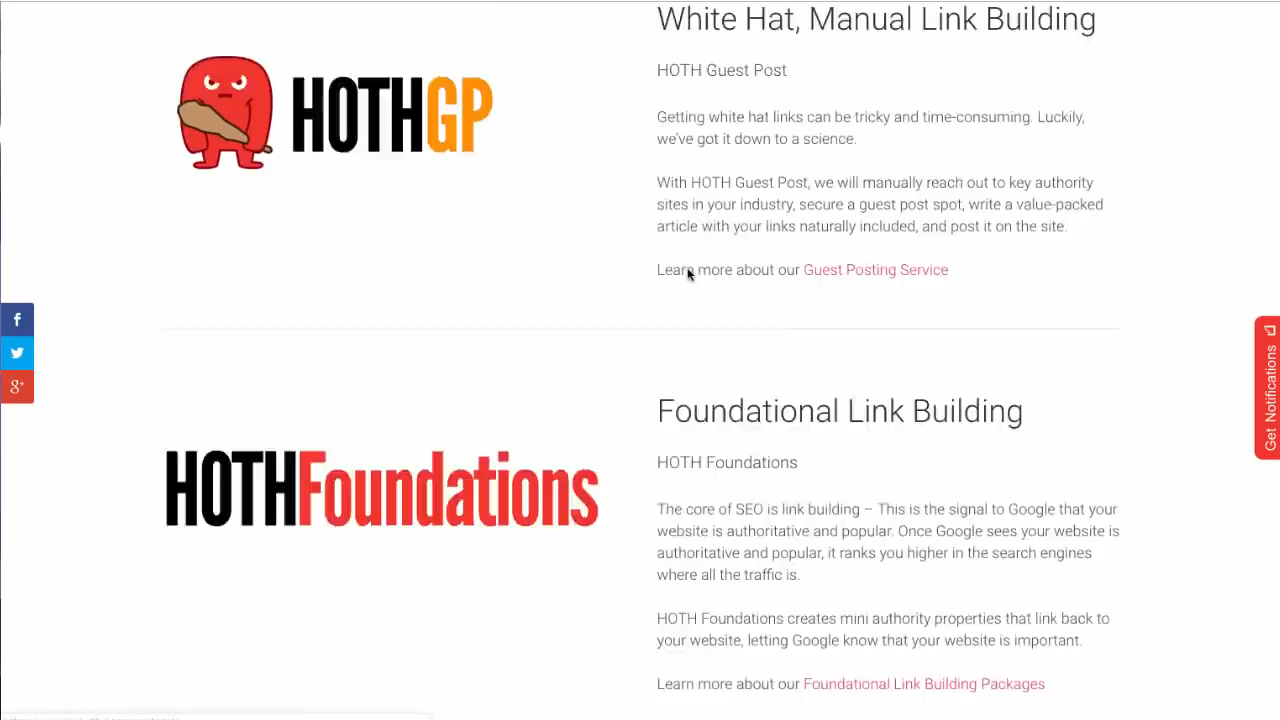 White Hat, Manual Link Building
HOTHGP
HOTH Guest Post
Getting white hat links can be tricky and time-consuming. Luckily,
we've got it down to a science.
With HOTH Guest Post, we will manually reach out to key authority
sites in your industry, secure a guest post spot, write a value-packed
article with your links naturally included, and post it on the site.
Learn more about our Guest Posting Service
f
g+
Get Notifications
Foundational Link Building
HOTHFoundations
HOTH Foundations
The core of SEO is link building – This is the signal to Google that your
website is authoritative and popular. Once Google sees your website is
authoritative and popular, it ranks you higher in the search engines
where all the traffic is.
HOTH Foundations creates mini authority properties that link back to
your website, letting Google know that your website is important.
Learn more about our Foundational Link Building Packages